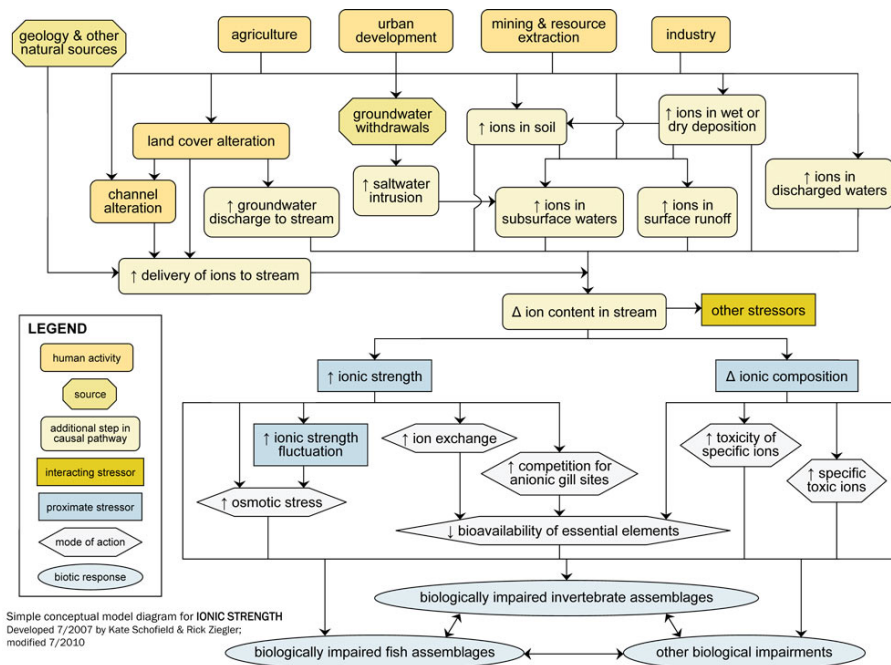 geology & other
natural sources
agriculture
urban
development
mining & resource
extraction
industry
groundwater
withdrawals
↑ ions in soil
↑ ions in wet or
dry deposition
land cover alteration
channel
alteration
↑ groundwater
discharge to stream
↑ saltwater
intrusion
↑ ions in
subsurface waters
↑ ions in
surface runoff
↑ ions in
discharged waters
↑ delivery of ions to stream
Δ ion content in stream
other stressors
LEGEND
human activity
source
additional step in
causal pathway
interacting stressor
proximate stressor
mode of action
biotic response
↑ ionic strength
Δ ionic composition
↑ ionic strength
fluctuation
↑ ion exchange
↑ toxicity of
specific ions
↑ competition for
anionic gill sites
↑ specific
toxic ions
↑ osmotic stress
↓ bioavailability of essential elements
biologically impaired invertebrate assemblages
biologically impaired fish assemblages
other biological impairments
Simple conceptual model diagram for IONIC STRENGTH
Developed 7/2007 by Kate Schofield & Rick Ziegler;
modified 7/2010